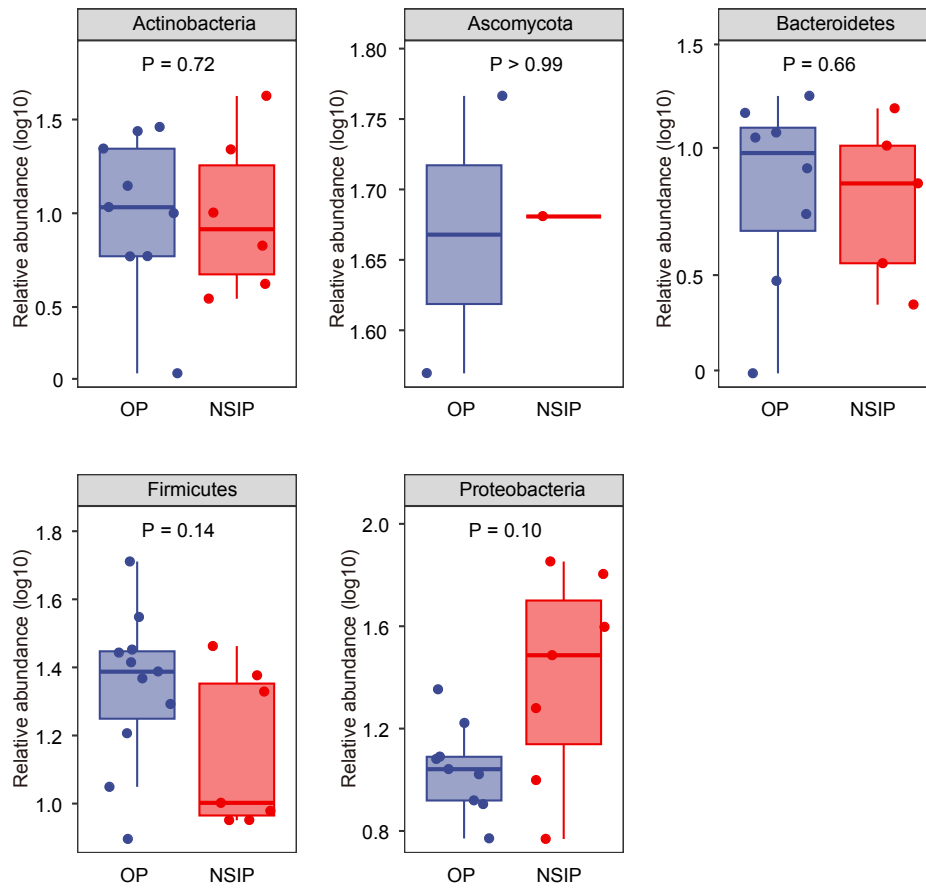 Actinobacteria
P = 0.72
Relative abundance (log10)
1.5
1.0
0.5
0
OP
NSIP
Ascomycota
P > 0.99
Relative abundance (log10)
1.80
1.75
1.70
1.65
1.60
OP
NSIP
Bacteroidetes
P = 0.66
Relative abundance (log10)
1.5
1.0
0.5
0
OP
NSIP
Firmicutes
P = 0.14
Relative abundance (log10)
1.8
1.6
1.4
1.2
1.0
OP
NSIP
Proteobacteria
P = 0.10
Relative abundance (log10)
2.0
1.6
1.2
0.8
OP
NSIP